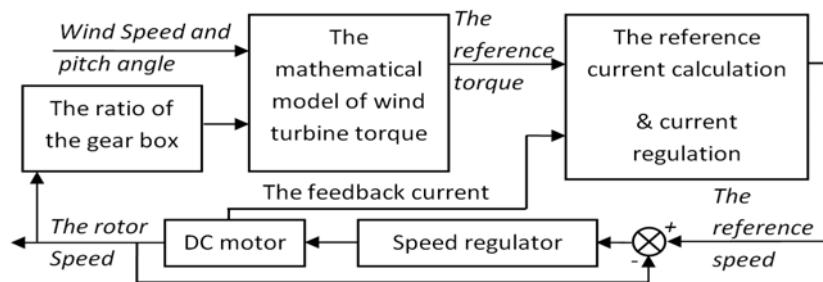 Wind Speed and
pitch angle
The
mathematical
model of wind
turbine torque
The
reference
torque
The reference
current calculation
& current
regulation
The ratio of
the gear box
The feedback current
The rotor
Speed
DC motor
Speed regulator
+
-
The
reference
speed